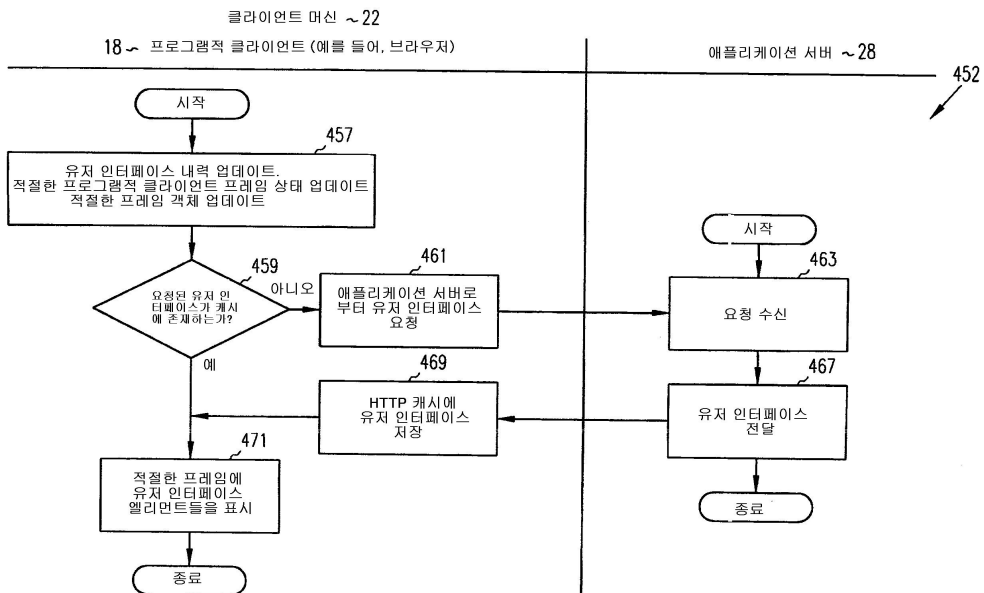 클라이언트 머신 ~22
18~ 프로그램적 클라이언트 (예를 들어, 브라우저)
애플리케이션 서버 ~28
452
시작
457
유저 인터페이스 내력 업데이트.
적절한 프로그램적 클라이언트 프레임 상태 업데이트
적절한 프레임 객체 업데이트
459
요청된 유저 인
터페이스가 캐시
에 존재하는가?
아니오
예
461
애플리케이션 서버로
부터 유저 인터페이스
요청
시작
463
요청 수신
467
유저 인터페이스
전달
종료
469
HTTP 캐시에
유저 인터페이스
저장
471
적절한 프레임에
유저 인터페이스
엘리먼트들을 표시
종료